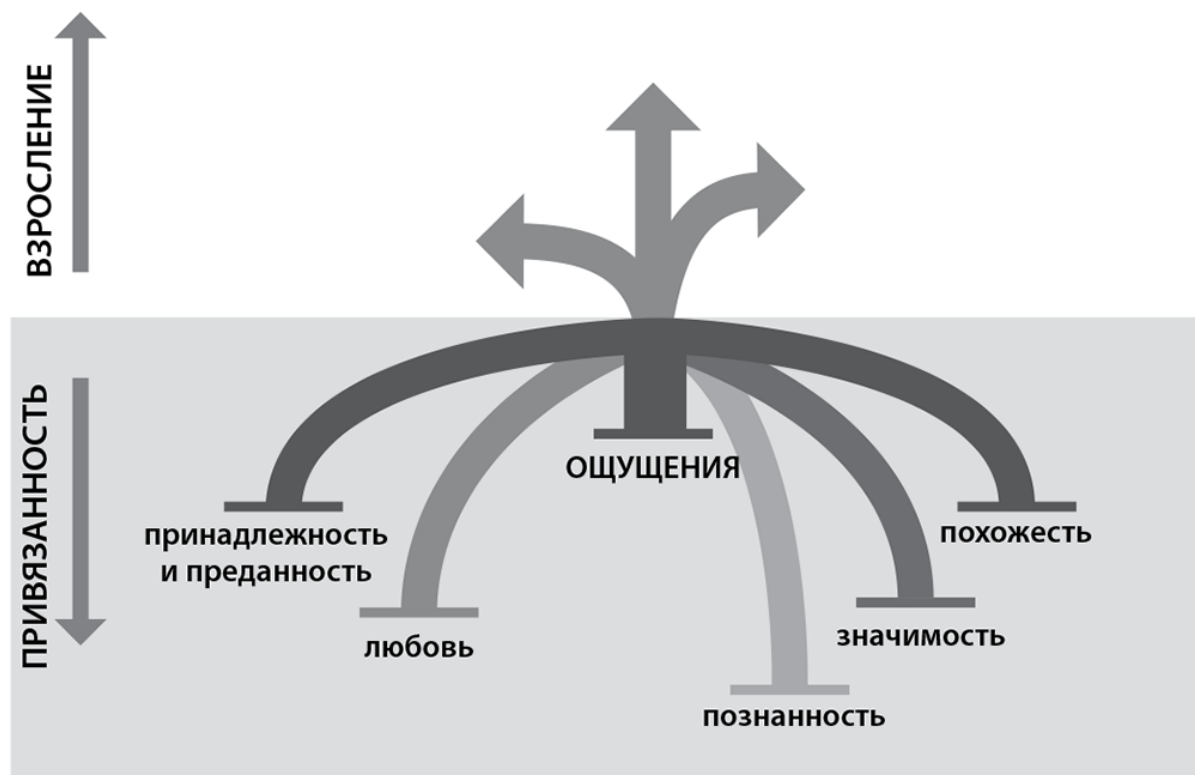 ВЗРОСЛЕНИЕ
ПРИВЯЗАННОСТЬ
ОЩУЩЕНИЯ
принадлежность
и преданность
похожесть
любовь
значимость
познанность